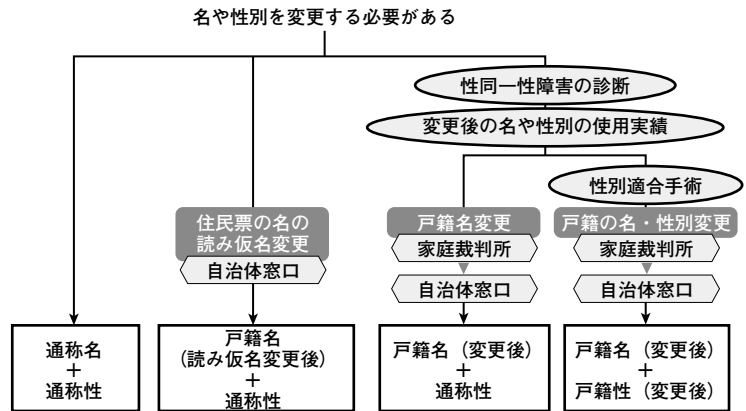 名や性別を変更する必要がある
性同一性障害の診断
変更後の名や性別の使用実績
性別適合手術
住民票の名の
読み仮名変更
自治体窓口
戸籍名変更
家庭裁判所
自治体窓口
戸籍の名・性別変更
家庭裁判所
自治体窓口
通称名
+
通称性
戸籍名
(読み仮名変更後)
+
通称性
戸籍名（変更後）
+
通称性
戸籍名（変更後）
+
戸籍性（変更後）